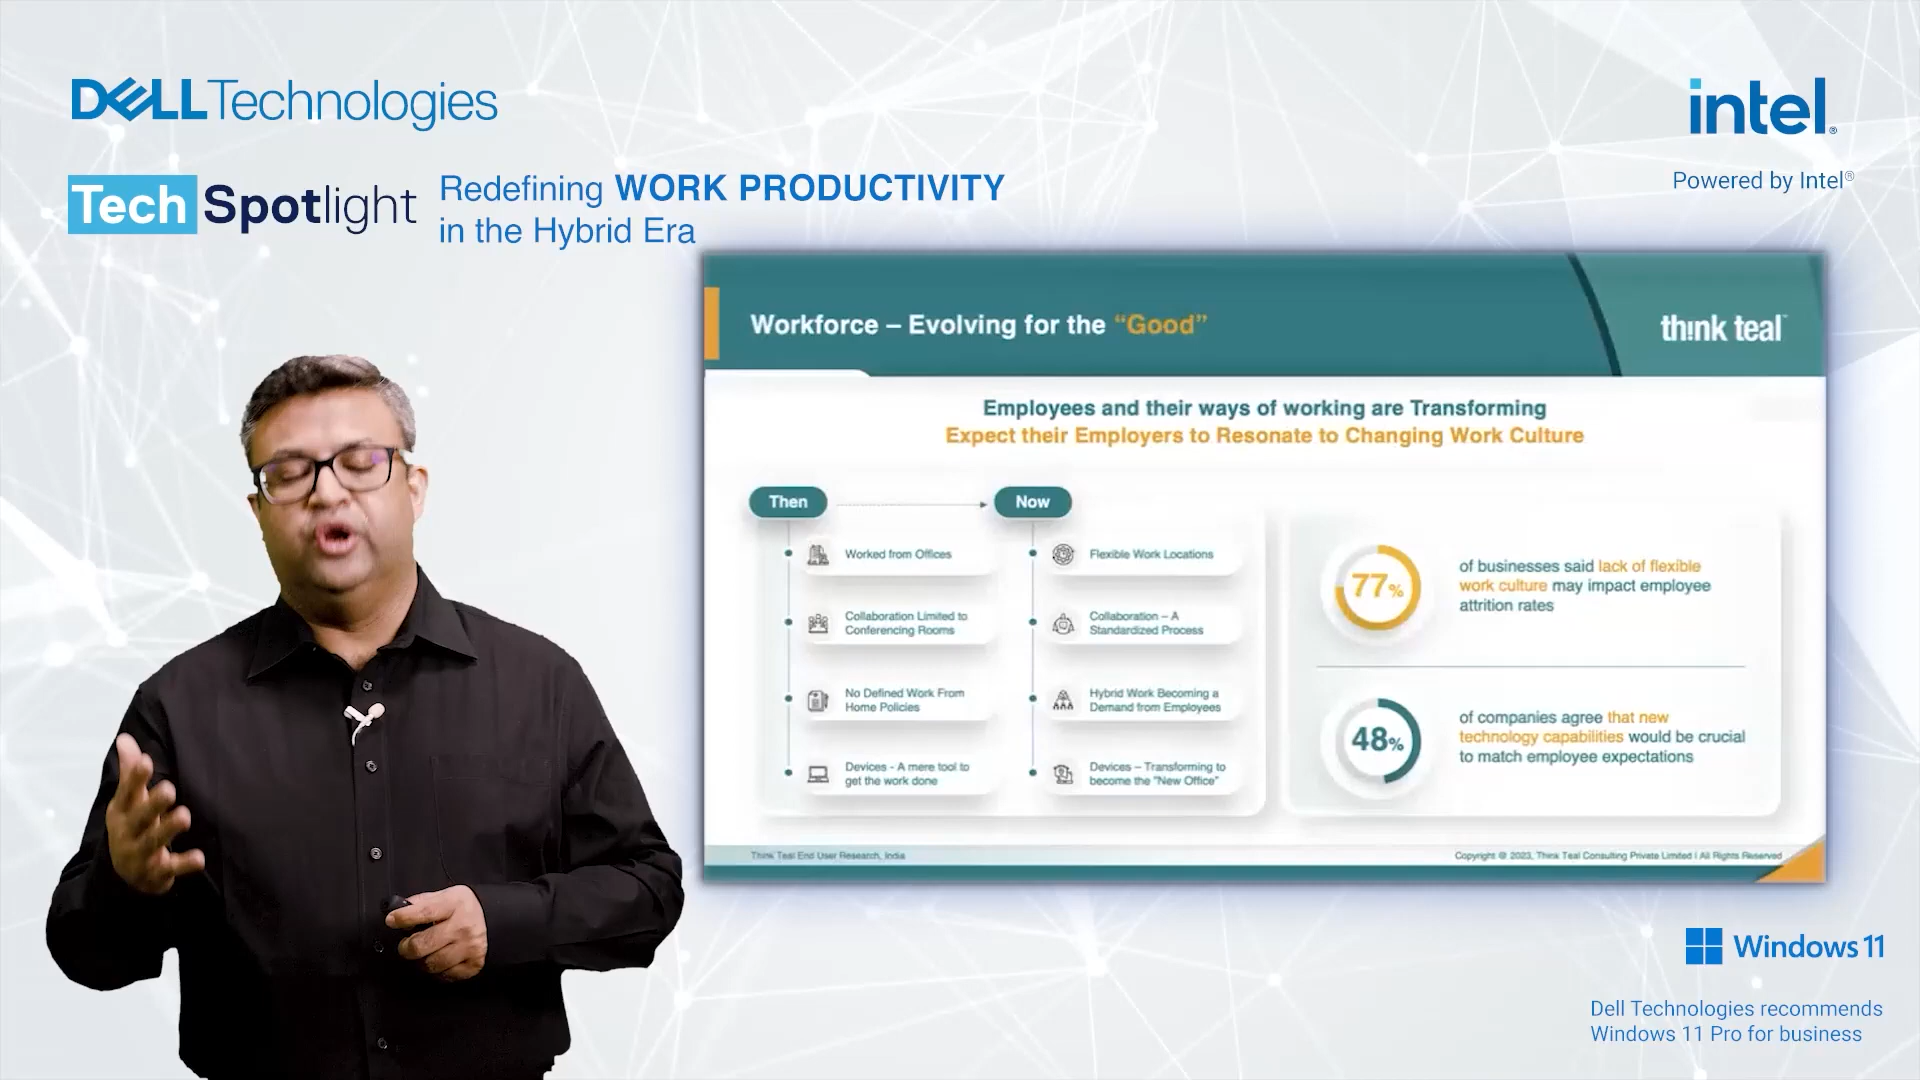 DELL Technologies
intel®
Powered by Intel®
Tech Spotlight
Redefining WORK PRODUCTIVITY
in the Hybrid Era
Workforce – Evolving for the “Good”
th!nk teal™
Employees and their ways of working are Transforming
Expect their Employers to Resonate to Changing Work Culture
Then
Worked from Offices
Collaboration Limited to
Conferencing Rooms
No Defined Work From
Home Policies
Devices - A mere tool to
get the work done
Now
Flexible Work Locations
Collaboration – A
Standardized Process
Hybrid Work Becoming a
Demand from Employees
Devices – Transforming to
become the "New Office"
77%
of businesses said lack of flexible
work culture may impact employee
attrition rates
48%
of companies agree that new
technology capabilities would be crucial
to match employee expectations
Think Teal End User Research, India
Copyright @ 2023, Think Teal Consulting Private Limited I All Rights Reserved
Windows 11
Dell Technologies recommends
Windows 11 Pro for business